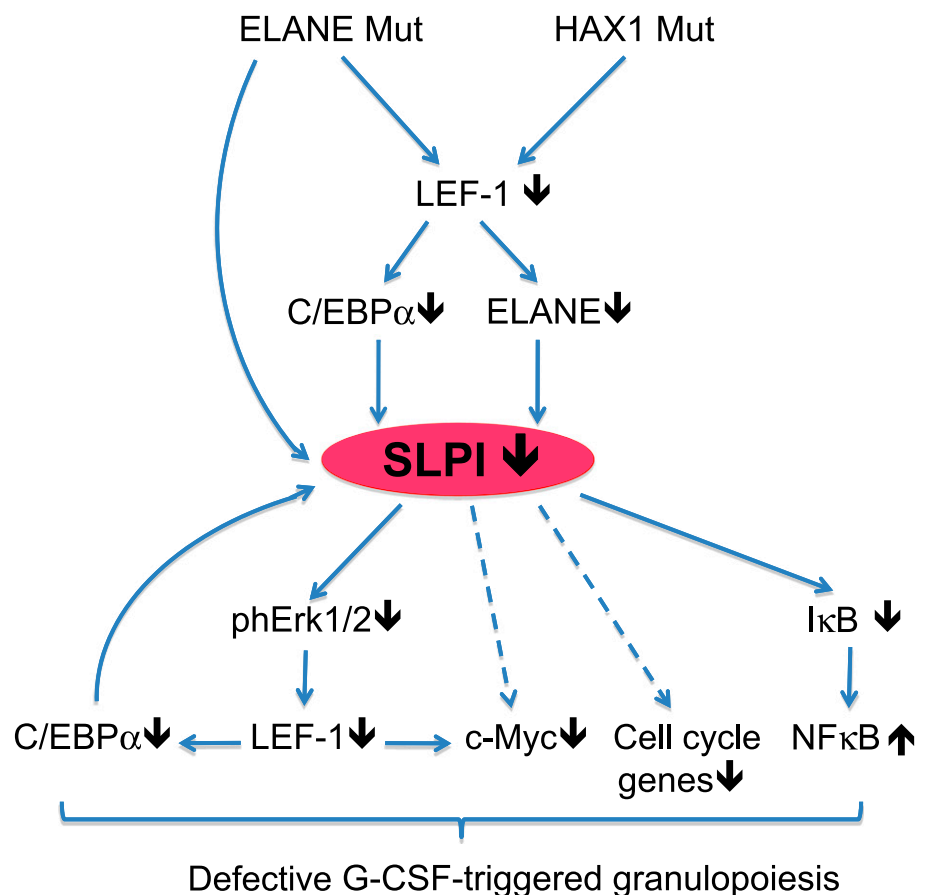 ELANE Mut HAX1 Mut
LEF-1
C/EBPα ELANE
SLPI
phErk1/2 IκB
C/EBPα LEF-1 c-Myc Cell cycle NFκB
genes
Defective G-CSF-triggered granulopoiesis